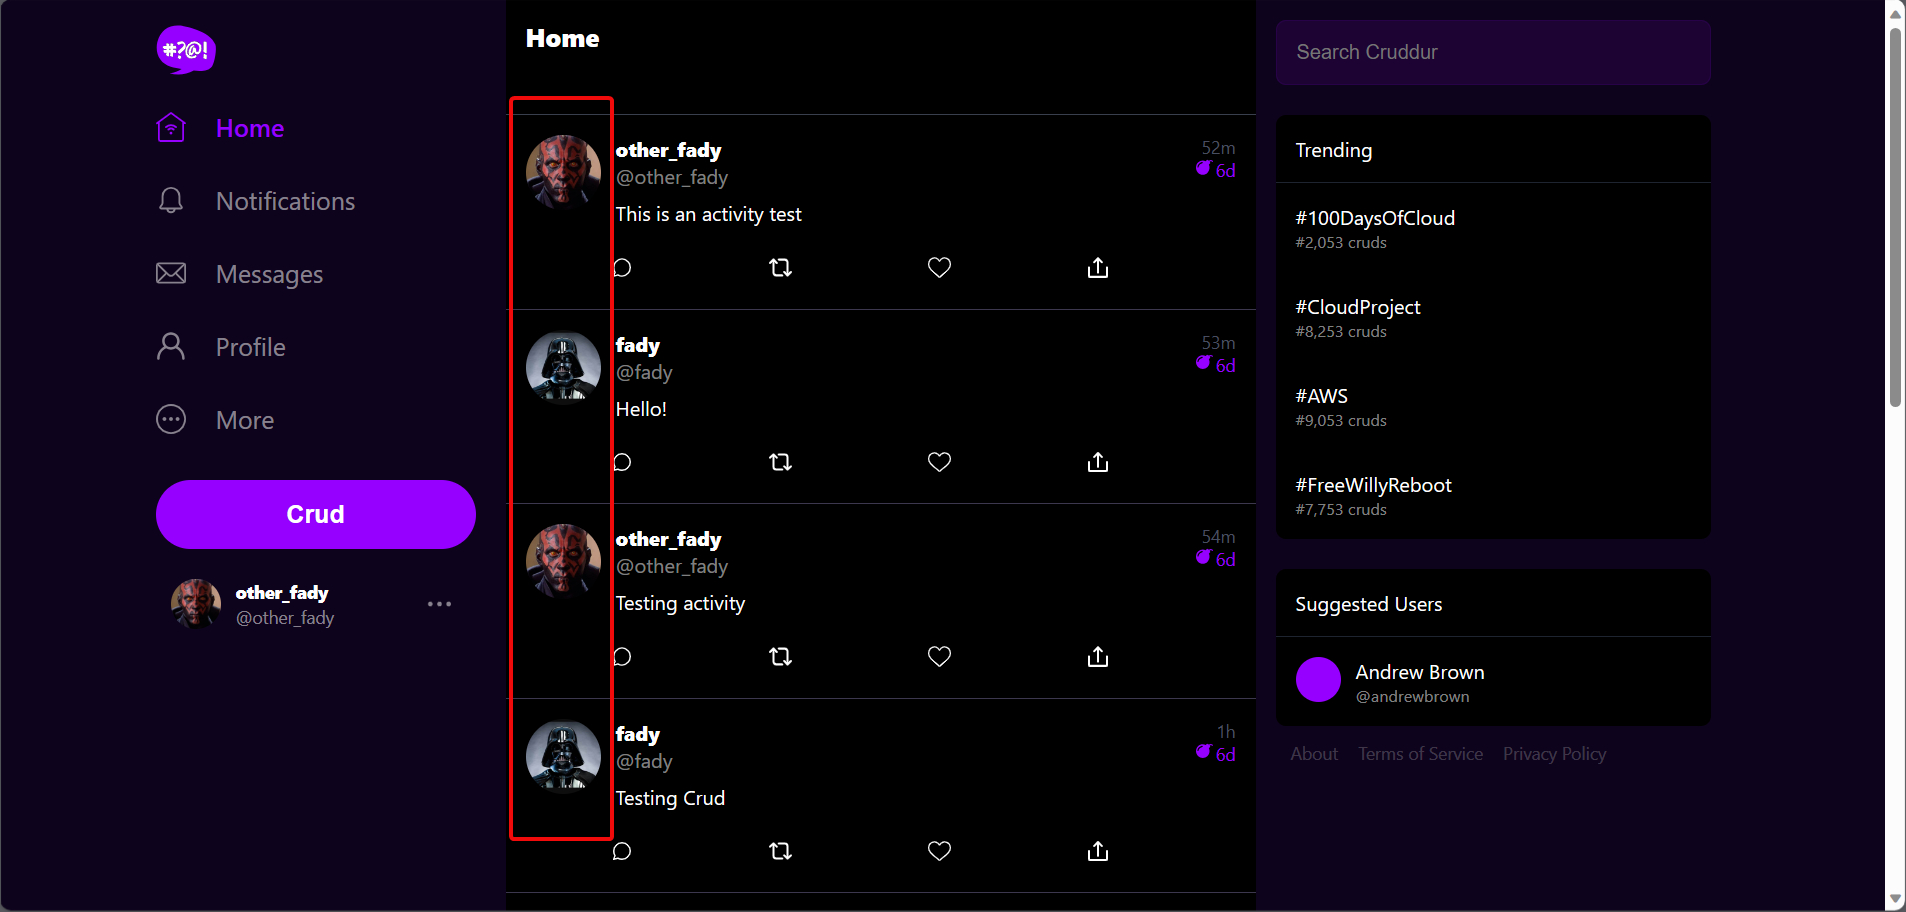 #?@!
Home
Notifications
Messages
Profile
More
Crud
other_fady
@other_fady
Home
other_fady
@other_fady
52m
6d
This is an activity test
fady
@fady
53m
6d
Hello!
other_fady
@other_fady
54m
6d
Testing activity
fady
@fady
1h
6d
Testing Crud
Search Cruddur
Trending
#100DaysOfCloud
#2,053 cruds
#CloudProject
#8,253 cruds
#AWS
#9,053 cruds
#FreeWillyReboot
#7,753 cruds
Suggested Users
Andrew Brown
@andrewbrown
About Terms of Service Privacy Policy